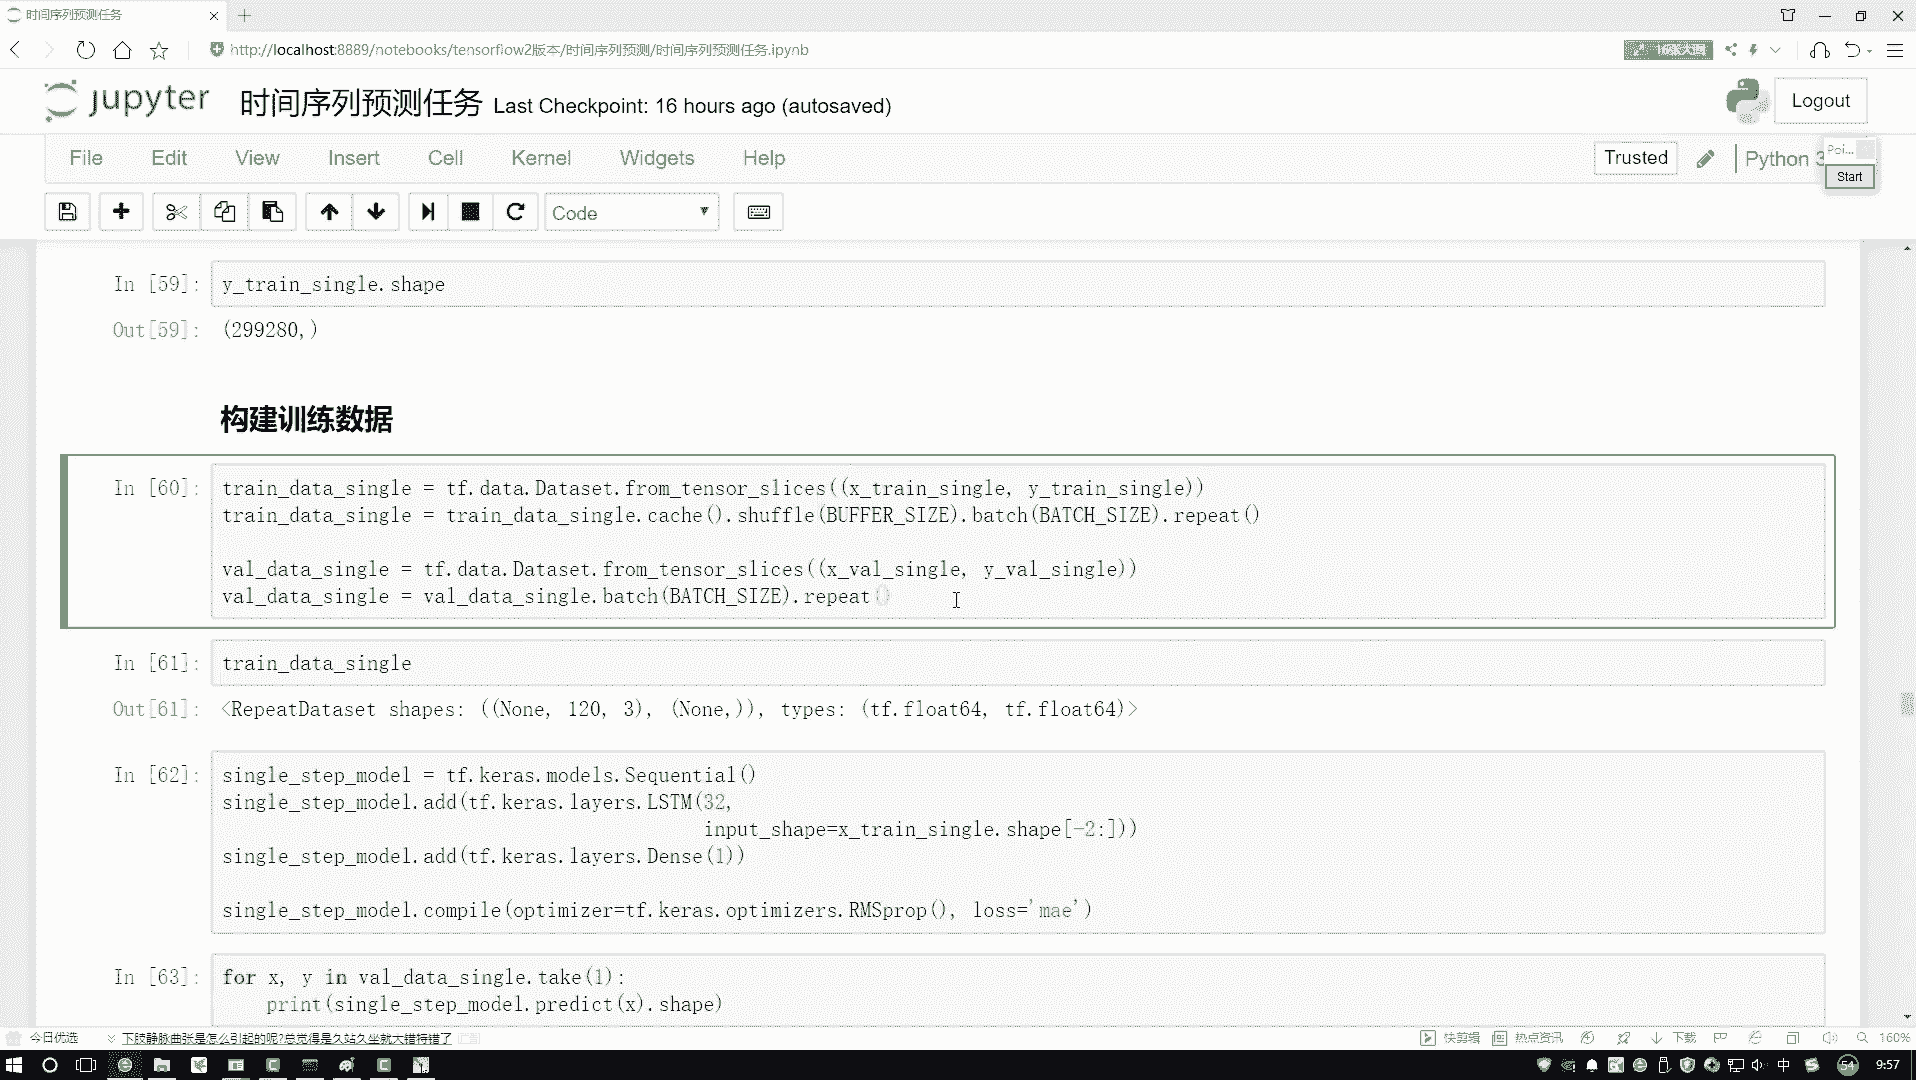 时间序列预测任务
http://localhost:8889/notebooks/tensorflow2版本/时间序列预测/时间序列预测任务.ipynb
jupyter 时间序列预测任务 Last Checkpoint: 16 hours ago (autosaved)
Logout
File Edit View Insert Cell Kernel Widgets Help
Trusted Python 3
Poi...
Start
Code
In [59]: y_train_single.shape
Out[59]: (299280,)
构建训练数据
In [60]: train_data_single = tf.data.Dataset.from_tensor_slices((x_train_single, y_train_single))
train_data_single = train_data_single.cache().shuffle(BUFFER_SIZE).batch(BATCH_SIZE).repeat()
val_data_single = tf.data.Dataset.from_tensor_slices((x_val_single, y_val_single))
val_data_single = val_data_single.batch(BATCH_SIZE).repeat()
In [61]: train_data_single
Out[61]: <RepeatDataset shapes: ((None, 120, 3), (None,)), types: (tf.float64, tf.float64)>
In [62]: single_step_model = tf.keras.models.Sequential()
single_step_model.add(tf.keras.layers.LSTM(32,
input_shape=x_train_single.shape[-2:]))
single_step_model.add(tf.keras.layers.Dense(1))
single_step_model.compile(optimizer=tf.keras.optimizers.RMSprop(), loss='mae')
In [63]: for x, y in val_data_single.take(1):
print(single_step_model.predict(x).shape)
今日优选 下肢静脉曲张是怎么引起的呢?总觉得是久站久坐就大错特错了
快剪辑 热点资讯 下载 160%
中 54 9:57